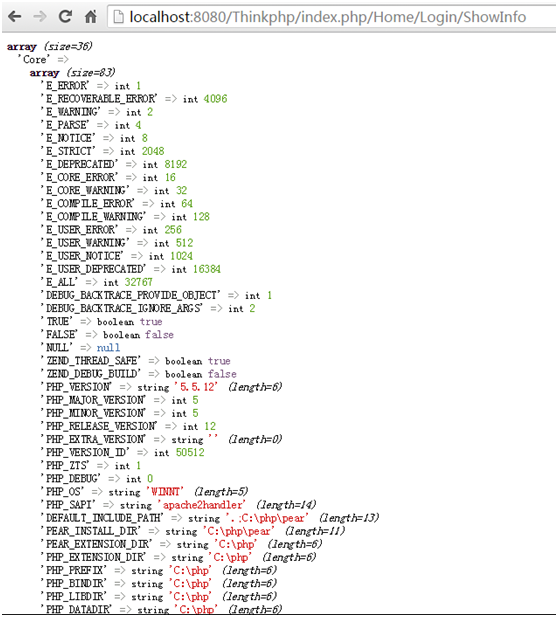 localhost:8080/Thinkphp/index.php/Home/Login/ShowInfo
array (size=36)
'Core' =>
array (size=83)
'E_ERROR' => int 1
'E_RECOVERABLE_ERROR' => int 4096
'E_WARNING' => int 2
'E_PARSE' => int 4
'E_NOTICE' => int 8
'E_STRICT' => int 2048
'E_DEPRECATED' => int 8192
'E_CORE_ERROR' => int 16
'E_CORE_WARNING' => int 32
'E_COMPILE_ERROR' => int 64
'E_COMPILE_WARNING' => int 128
'E_USER_ERROR' => int 256
'E_USER_WARNING' => int 512
'E_USER_NOTICE' => int 1024
'E_USER_DEPRECATED' => int 16384
'E_ALL' => int 32767
'DEBUG_BACKTRACE_PROVIDE_OBJECT' => int 1
'DEBUG_BACKTRACE_IGNORE_ARGS' => int 2
'TRUE' => boolean true
'FALSE' => boolean false
'NULL' => null
'ZEND_THREAD_SAFE' => boolean true
'ZEND_DEBUG_BUILD' => boolean false
'PHP_VERSION' => string '5.5.12' (length=6)
'PHP_MAJOR_VERSION' => int 5
'PHP_MINOR_VERSION' => int 5
'PHP_RELEASE_VERSION' => int 12
'PHP_EXTRA_VERSION' => string '' (length=0)
'PHP_VERSION_ID' => int 50512
'PHP_ZTS' => int 1
'PHP_DEBUG' => int 0
'PHP_OS' => string 'WINNT' (length=5)
'PHP_SAPI' => string 'apache2handler' (length=14)
'DEFAULT_INCLUDE_PATH' => string '.;C:\php\pear' (length=13)
'PEAR_INSTALL_DIR' => string 'C:\php\pear' (length=11)
'PEAR_EXTENSION_DIR' => string 'C:\php' (length=6)
'PHP_EXTENSION_DIR' => string 'C:\php' (length=6)
'PHP_PREFIX' => string 'C:\php' (length=6)
'PHP_BINDIR' => string 'C:\php' (length=6)
'PHP_LIBDIR' => string 'C:\php' (length=6)
'PHP_DATADIR' => string 'C:\php' (length=6)